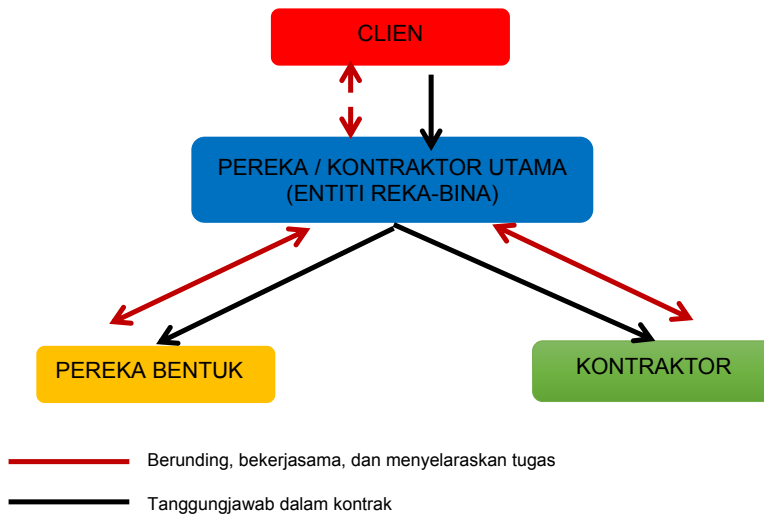 CLIEN
PEREKA / KONTRAKTOR UTAMA
(ENTITI REKA-BINA)
PEREKA BENTUK
KONTRAKTOR
Berunding, bekerjasama, dan menyelaraskan tugas
Tanggungjawab dalam kontrak